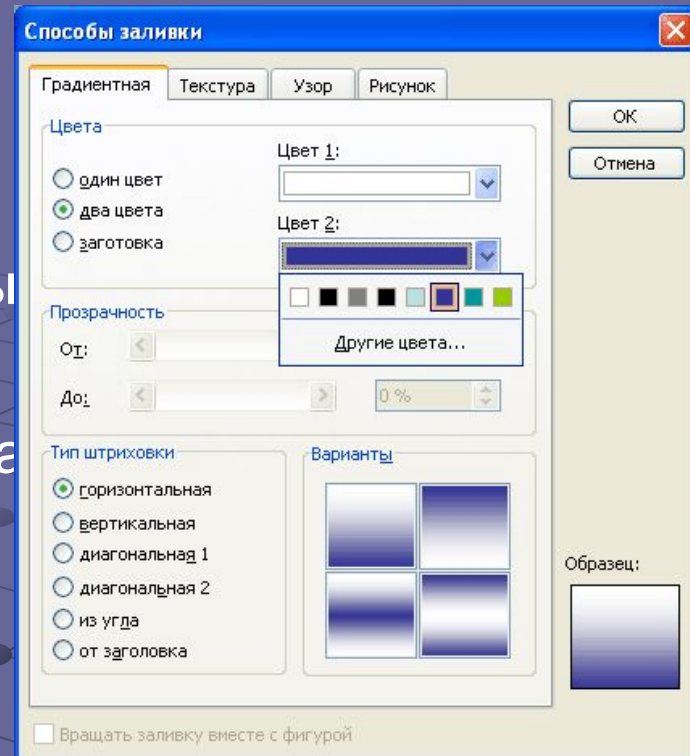 Способы заливки
Градиентная Текстура Узор Рисунок
ОК
Отмена
Цвета
один цвет
два цвета
заготовка
Цвет 1:
Цвет 2:
Другие цвета...
Прозрачность
От:
До:
0 %
Тип штриховки
горизонтальная
вертикальная
диагональная 1
диагональная 2
из угла
от заголовка
Варианты
Образец:
Вращать заливку вместе с фигурой